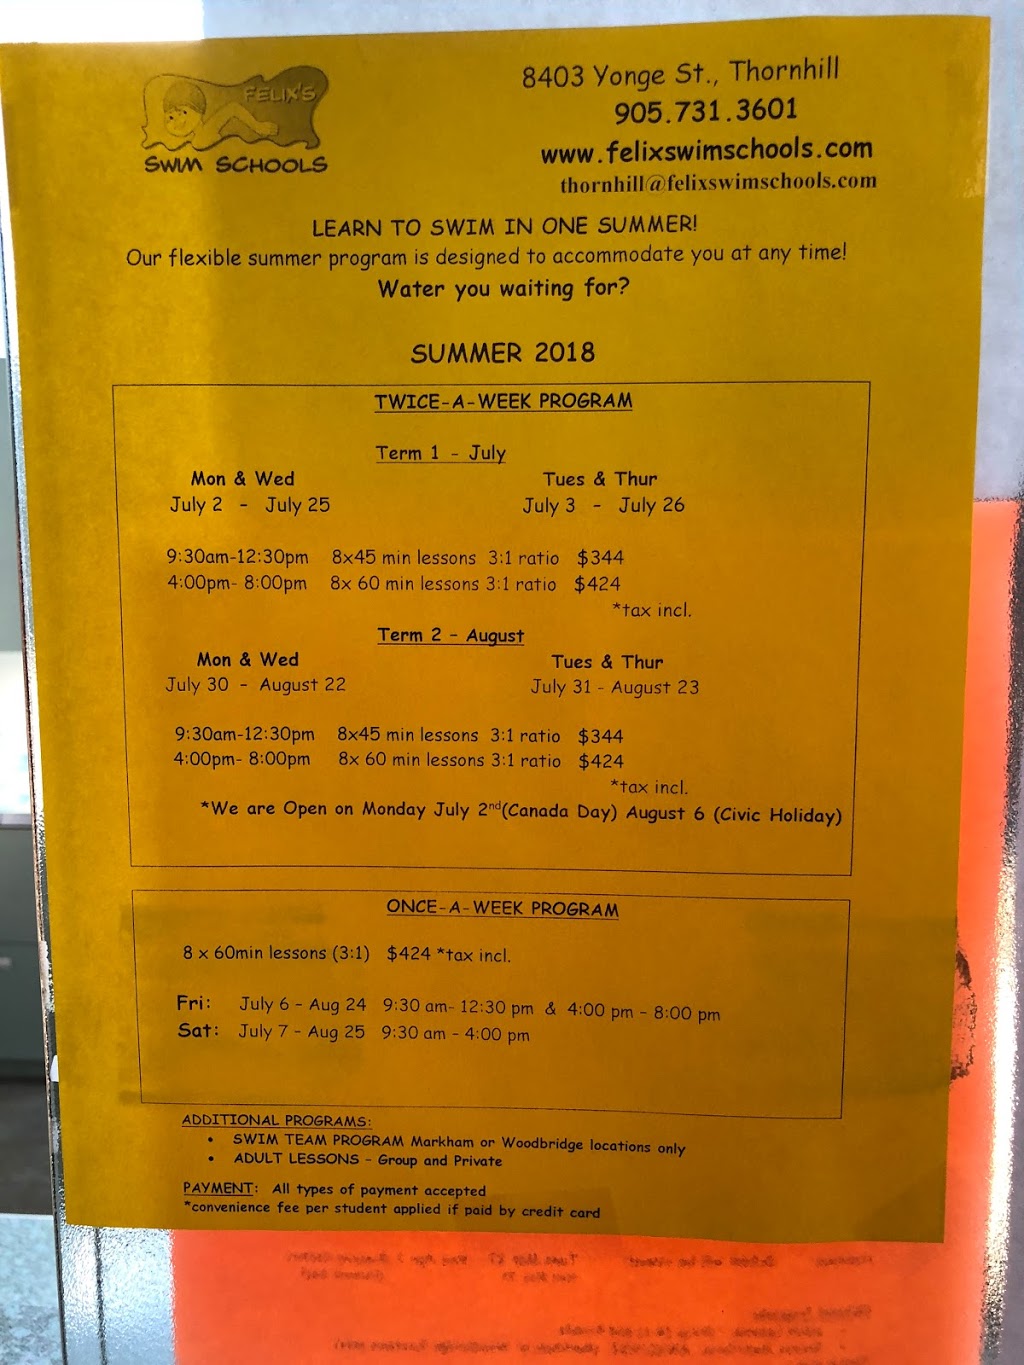 FELIX'S
SWIM SCHOOLS
8403 Yonge St., Thornhill
905.731.3601
www.felixswimschools.com
thornhill@felixswimschools.com
LEARN TO SWIM IN ONE SUMMER!
Our flexible summer program is designed to accommodate you at any time!
Water you waiting for?
SUMMER 2018
TWICE-A-WEEK PROGRAM
Term 1 - July
Mon & Wed Tues & Thur
July 2 - July 25 July 3 - July 26
9:30am-12:30pm 8x45 min lessons 3:1 ratio $344
4:00pm- 8:00pm 8x 60 min lessons 3:1 ratio $424
*tax incl.
Term 2 - August
Mon & Wed Tues & Thur
July 30 - August 22 July 31 - August 23
9:30am-12:30pm 8x45 min lessons 3:1 ratio $344
4:00pm- 8:00pm 8x 60 min lessons 3:1 ratio $424
*tax incl.
*We are Open on Monday July 2nd(Canada Day) August 6 (Civic Holiday)
ONCE-A-WEEK PROGRAM
8 x 60min lessons (3:1) $424 *tax incl.
Fri: July 6 - Aug 24 9:30 am- 12:30 pm & 4:00 pm - 8:00 pm
Sat: July 7 - Aug 25 9:30 am - 4:00 pm
ADDITIONAL PROGRAMS:
• SWIM TEAM PROGRAM Markham or Woodbridge locations only
• ADULT LESSONS - Group and Private
PAYMENT: All types of payment accepted
*convenience fee per student applied if paid by credit card